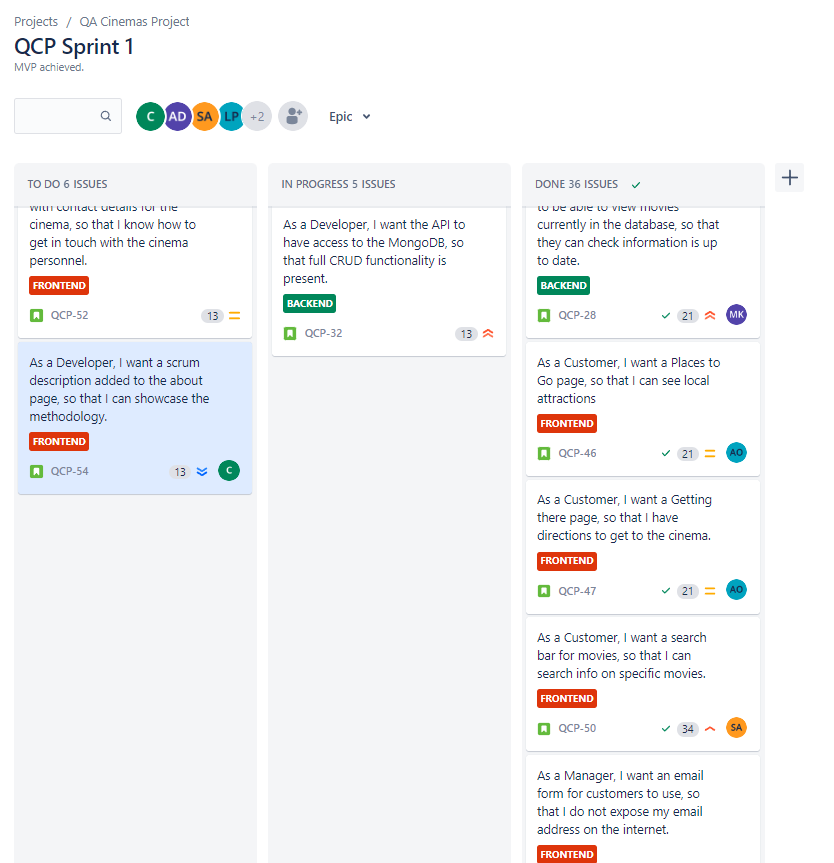 Projects / QA Cinemas Project
QCP Sprint 1
MVP achieved.
C AD SA LP +2 Epic
TO DO 6 ISSUES
with contact details for the
cinema, so that I know how to
get in touch with the cinema
personnel.
FRONTEND
QCP-52 13
As a Developer, I want a scrum
description added to the about
page, so that I can showcase the
methodology.
FRONTEND
QCP-54 13 C
IN PROGRESS 5 ISSUES
As a Developer, I want the API to
have access to the MongoDB, so
that full CRUD functionality is
present.
BACKEND
QCP-32 13
DONE 36 ISSUES
to be able to view movies
currently in the database, so that
they can check information is up
to date.
BACKEND
QCP-28 21 MK
As a Customer, I want a Places to
Go page, so that I can see local
attractions
FRONTEND
QCP-46 21 AO
As a Customer, I want a Getting
there page, so that I have
directions to get to the cinema.
FRONTEND
QCP-47 21 AO
As a Customer, I want a search
bar for movies, so that I can
search info on specific movies.
FRONTEND
QCP-50 34 SA
As a Manager, I want an email
form for customers to use, so
that I do not expose my email
address on the internet.
FRONTEND